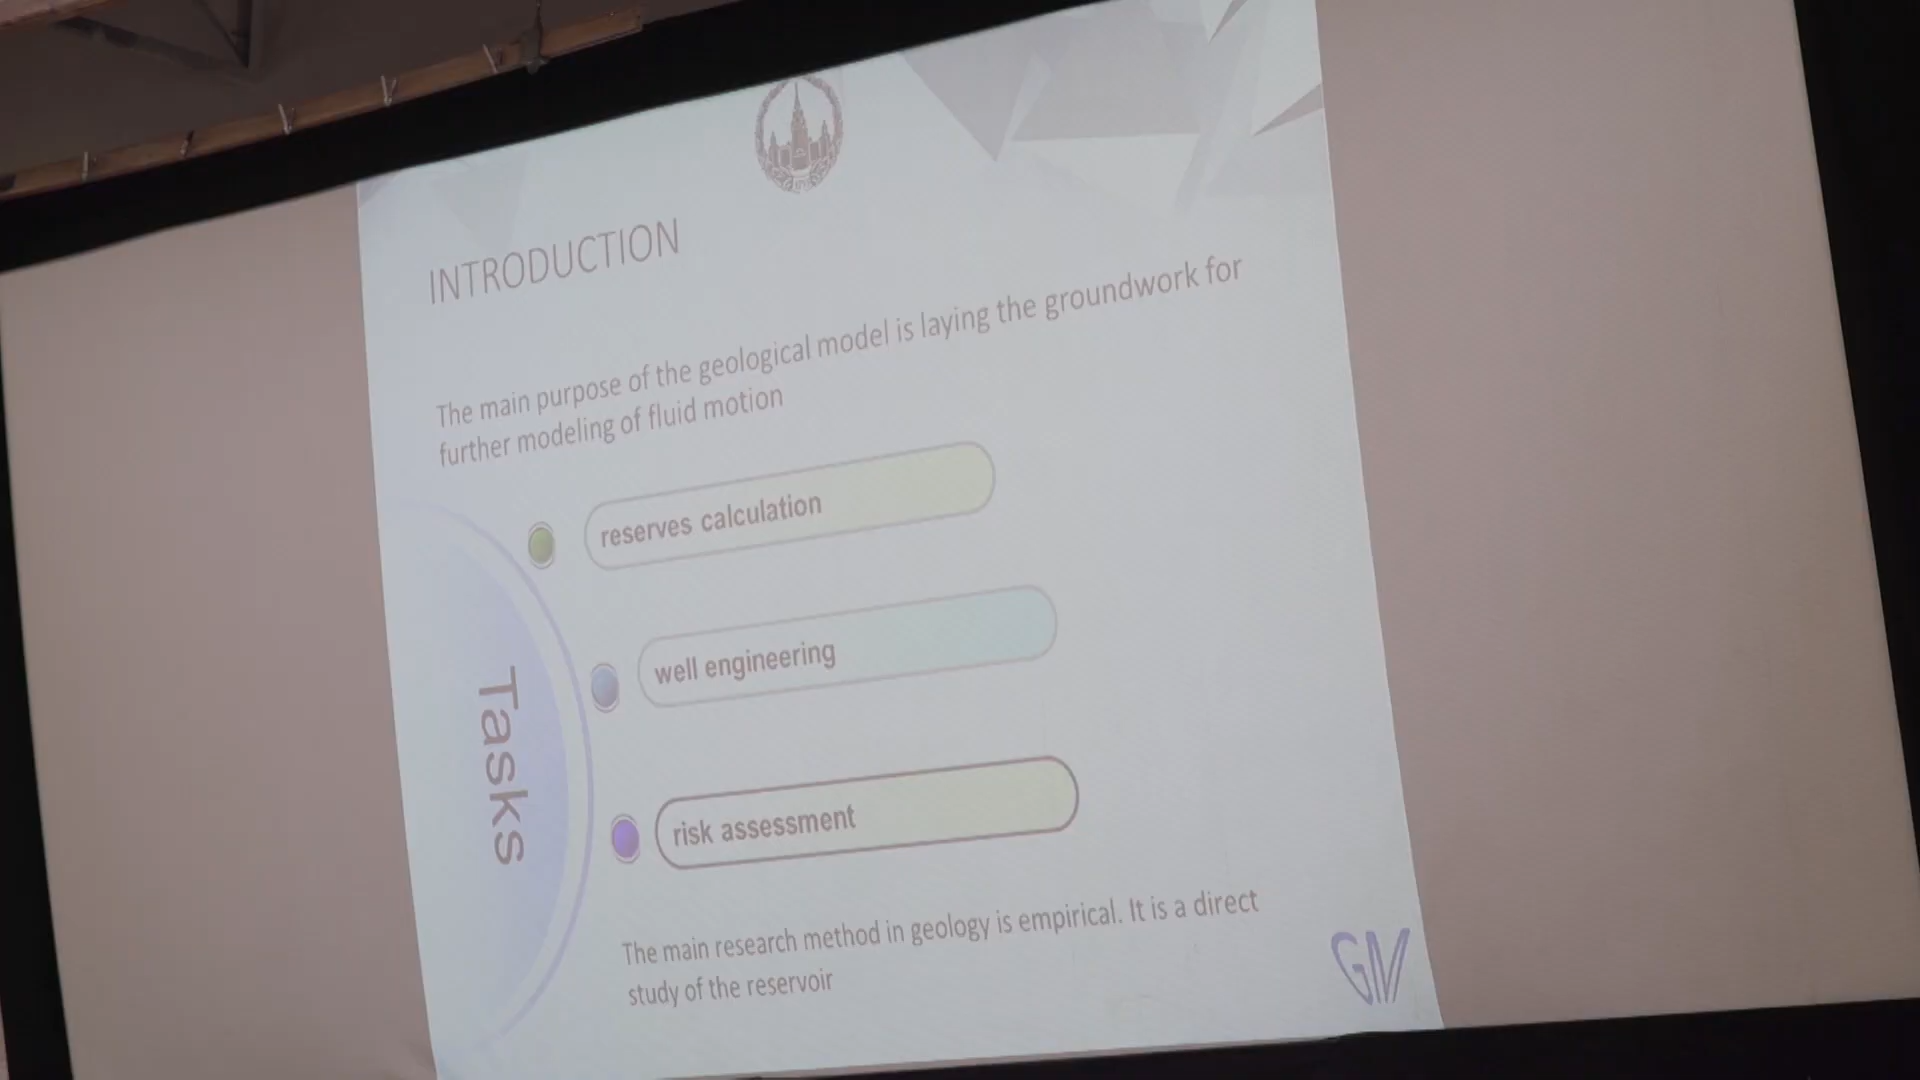 INTRODUCTION
The main purpose of the geological model is laying the groundwork for
further modeling of fluid motion
reserves calculation
well engineering
Tasks
risk assessment
The main research method in geology is empirical. It is a direct
study of the reservoir
GM